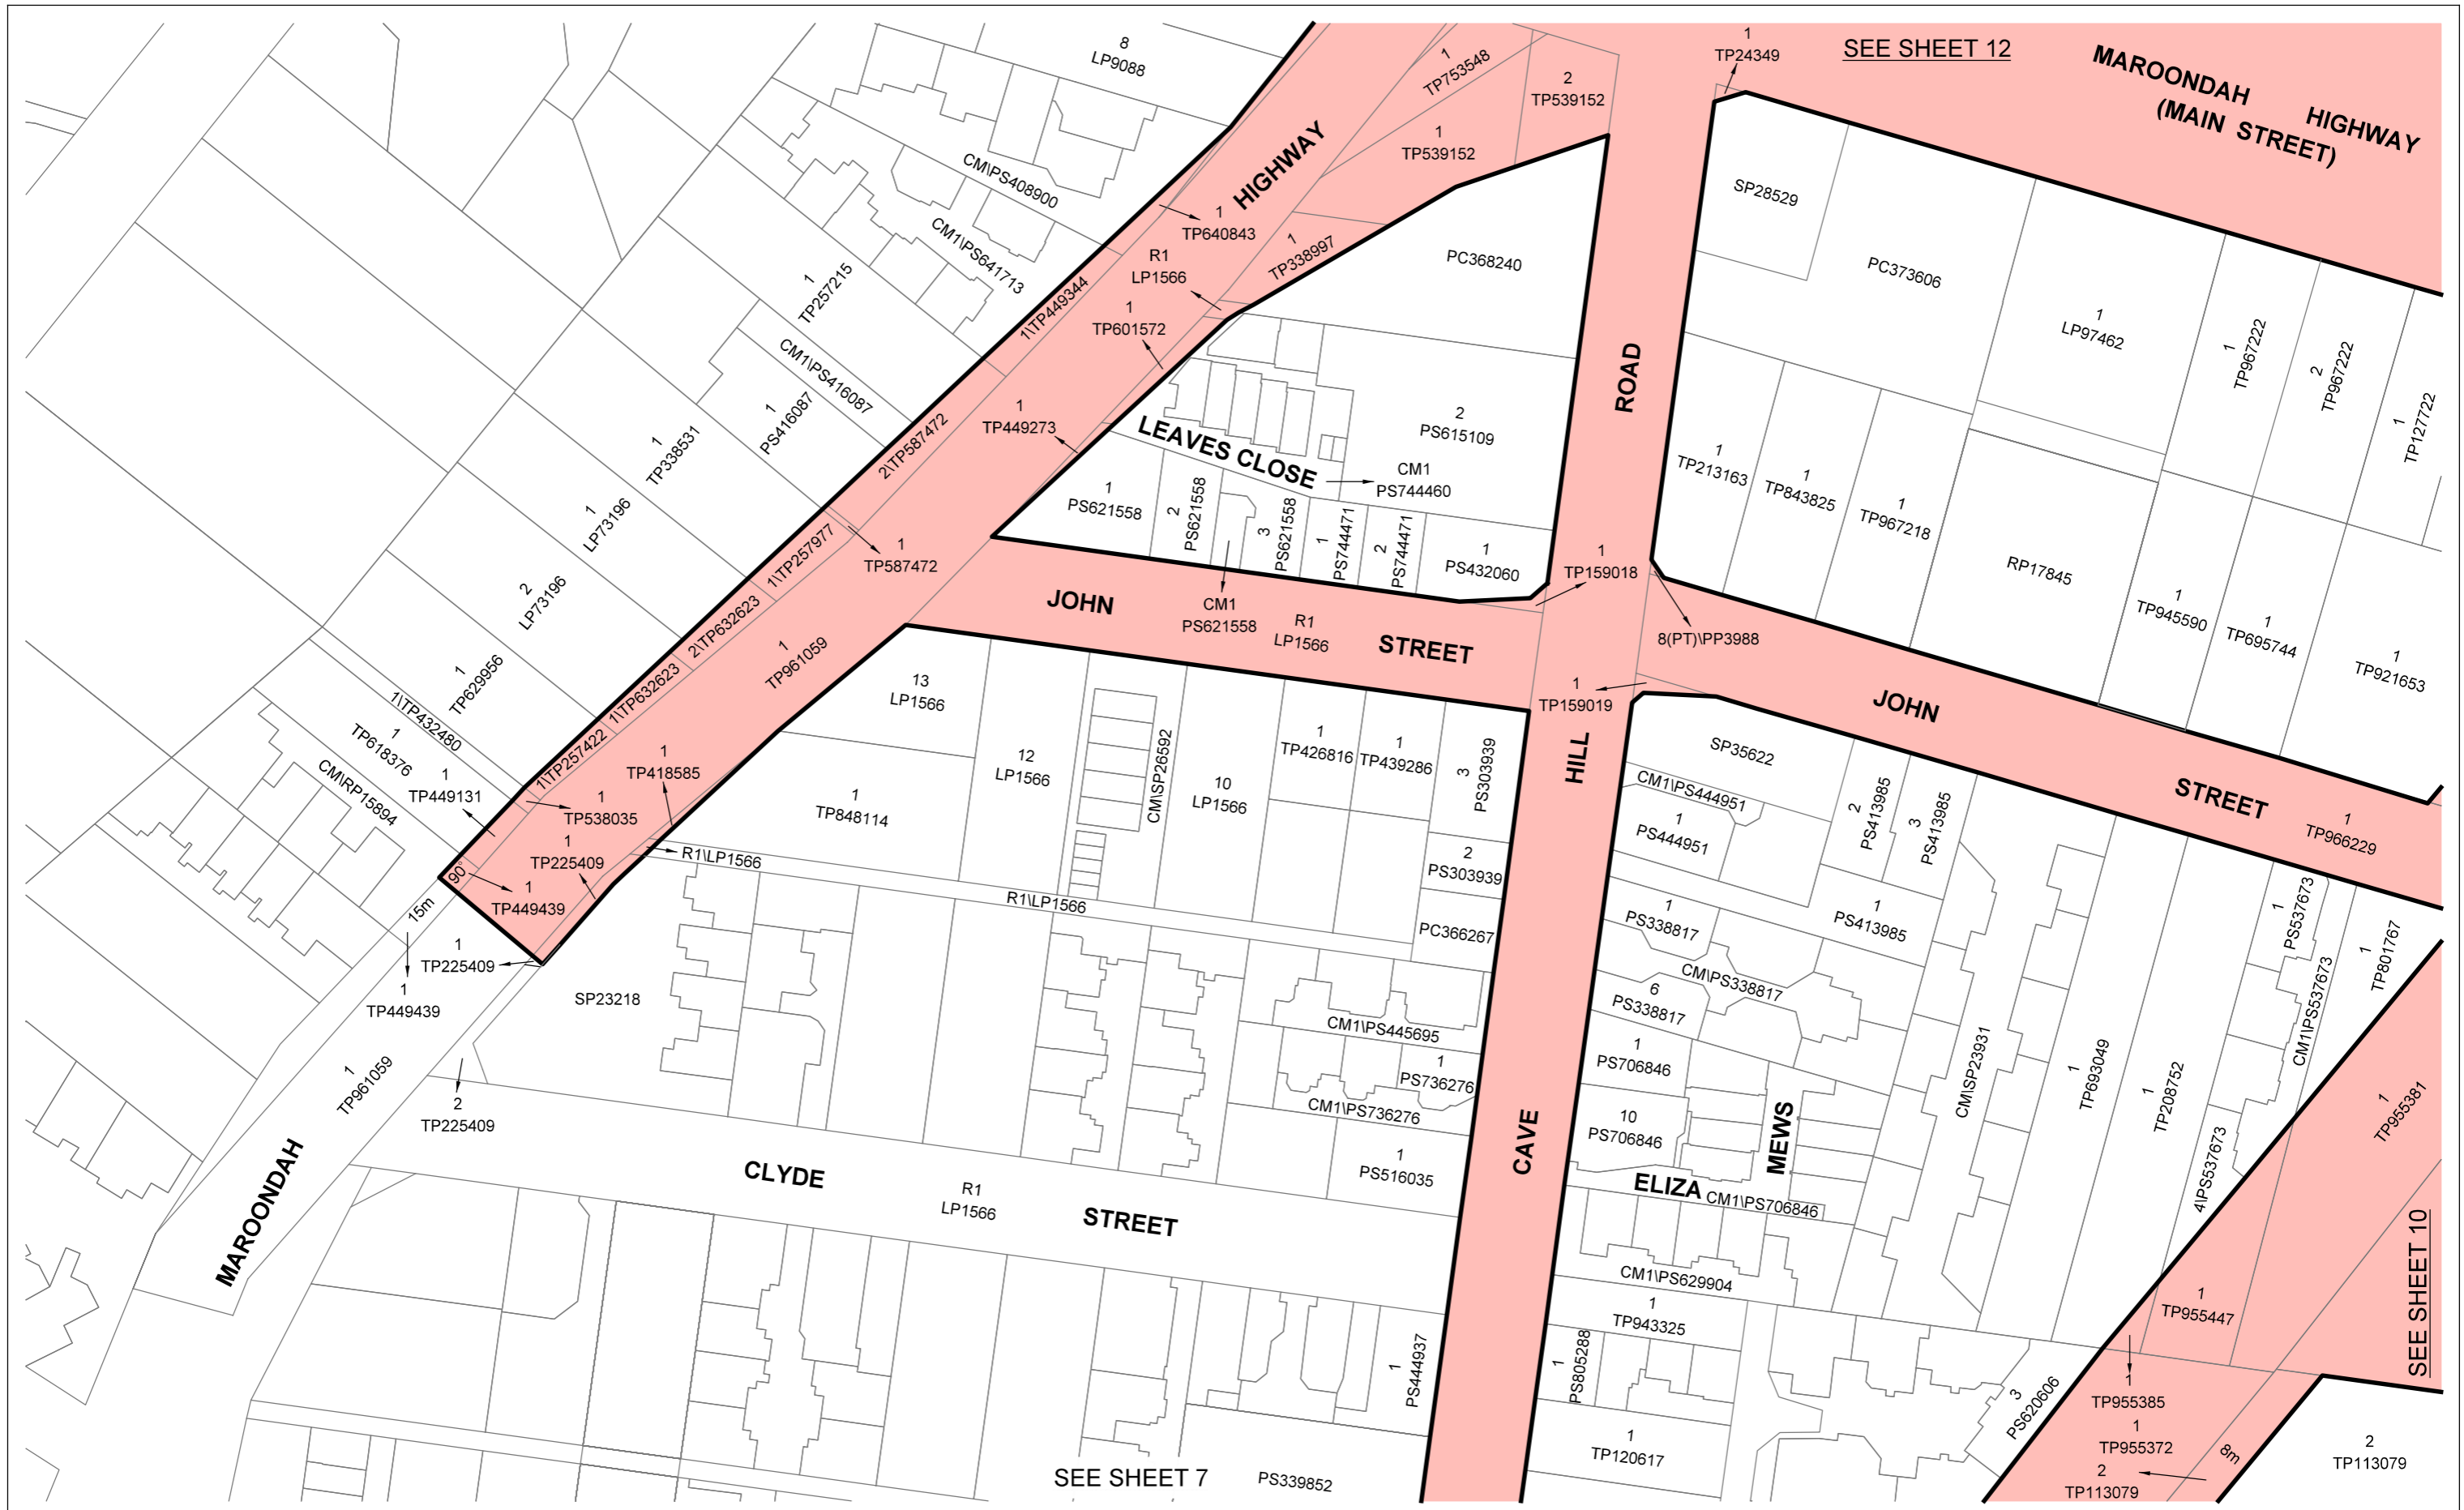 8
LP9088
1
TP753548
2
TP539152
1
TP24349
SEE SHEET 12
MAROONDAH HIGHWAY
(MAIN STREET)
1
TP539152
HIGHWAY
CM\PS408900
CM1\PS641713
1
TP640843
R1
LP1566
1
TP338997
PC368240
SP28529
PC373606
1
LP97462
1
TP967222
2
TP967222
1
TP127722
1
TP257215
1\TP449344
1
TP601572
CM1\PS416087
1
PS416087
1
TP338531
2\TP587472
1
TP449273
LEAVES CLOSE
2
PS615109
CM1
PS744460
ROAD
1
TP213163
1
TP843825
1
TP967218
RP17845
1
TP945590
1
TP695744
1
TP921653
1
LP73196
2
LP73196
1\TP257977
1
TP587472
1
PS621558
2
PS621558
3
PS621558
1
PS744471
2
PS744471
1
PS432060
1
TP159018
JOHN
CM1
PS621558
R1
LP1566
STREET
8(PT)\PP3988
1
TP159019
JOHN
STREET
1
TP966229
1
TP629956
2\TP632623
1\TP632623
1
TP961059
1\TP432480
1
TP618376
CM\RP15894
1
TP449131
1\TP257422
1
TP418585
1
TP538035
1
TP225409
90°
1
TP449439
15m
1
TP225409
1
TP449439
1
TP961059
2
TP225409
MAROONDAH
13
LP1566
12
LP1566
1
TP848114
CM\SP26592
10
LP1566
1
TP426816
1
TP439286
3
PS303939
2
PS303939
PC366267
R1\LP1566
R1\LP1566
SP23218
CM1\PS445695
1
PS736276
CM1\PS736276
1
PS516035
HILL
CAVE
SP35622
CM1\PS444951
1
PS444951
2
PS413985
3
PS413985
1
PS413985
1
PS338817
CM\PS338817
6
PS338817
1
PS706846
10
PS706846
MEWS
ELIZA
CM1\PS706846
CM1\PS629904
CM\SP23931
1
TP693049
1
TP208752
1
PS537673
CM1\PS537673
4\PS537673
1
TP801767
1
TP955381
1
TP955447
SEE SHEET 10
1
TP955385
1
TP955372
2
TP113079
8m
2
TP113079
3
PS620606
1
TP943325
1
PS805288
1
TP120617
CLYDE
R1
LP1566
STREET
1
PS444937
SEE SHEET 7
PS339852